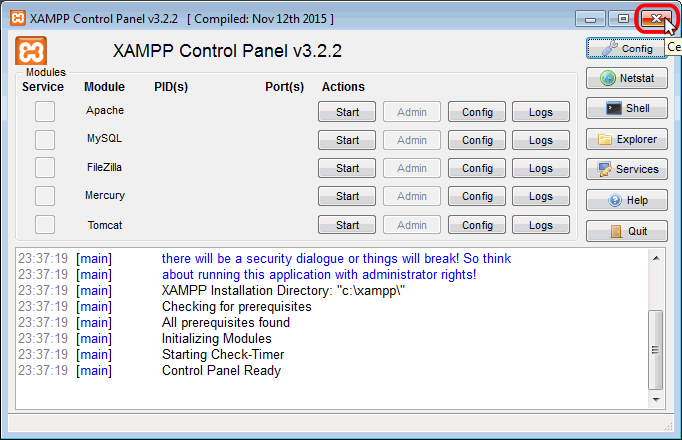 XAMPP Control Panel v3.2.2 [ Compiled: Nov 12th 2015 ]
XAMPP Control Panel v3.2.2
Config
Ce
Modules
Service Module PID(s) Port(s) Actions
Netstat
Apache Start Admin Config Logs
Shell
MySQL Start Admin Config Logs
Explorer
FileZilla Start Admin Config Logs
Services
Mercury Start Admin Config Logs
Help
Tomcat Start Admin Config Logs
Quit
23:37:19 [main] there will be a security dialogue or things will break! So think
23:37:19 [main] about running this application with administrator rights!
23:37:19 [main] XAMPP Installation Directory: "c:\xampp\"
23:37:19 [main] Checking for prerequisites
23:37:19 [main] All prerequisites found
23:37:19 [main] Initializing Modules
23:37:19 [main] Starting Check-Timer
23:37:19 [main] Control Panel Ready